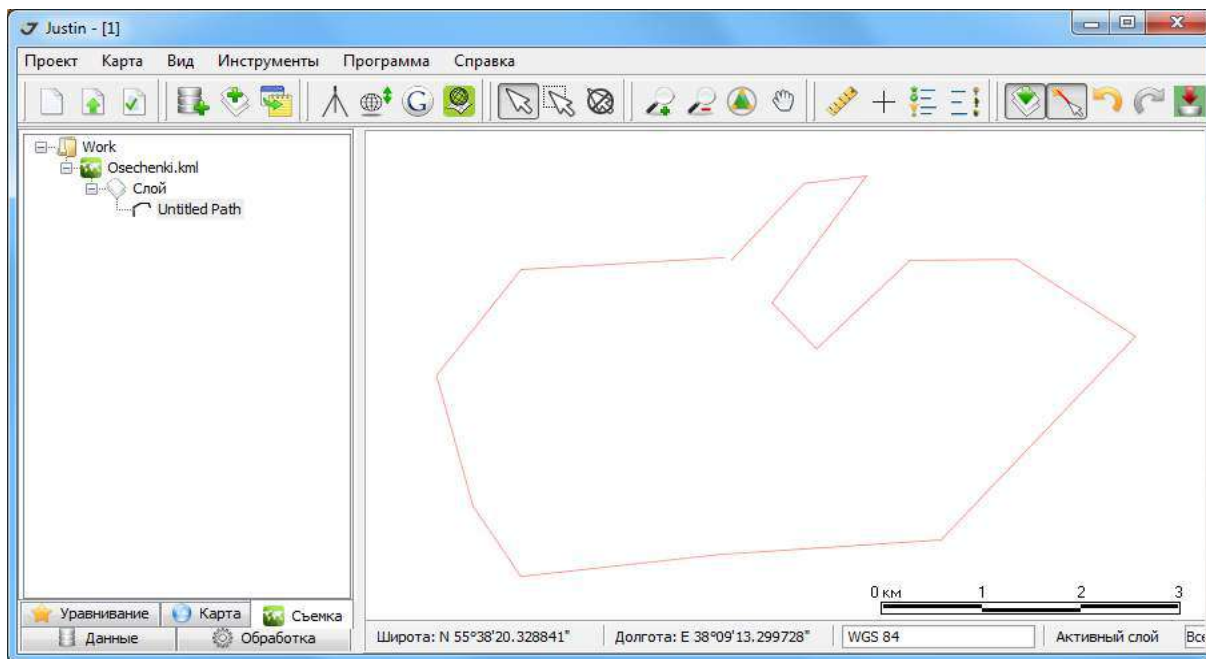 Justin - [1]
Проект Карта Вид Инструменты Программа Справка
Work
Osechenki.kml
Слой
Untitled Path
0 км 1 2 3
Уравнивание Карта Съемка
Данные Обработка
Широта: N 55°38'20.328841" Долгота: E 38°09'13.299728" WGS 84 Активный слой Все